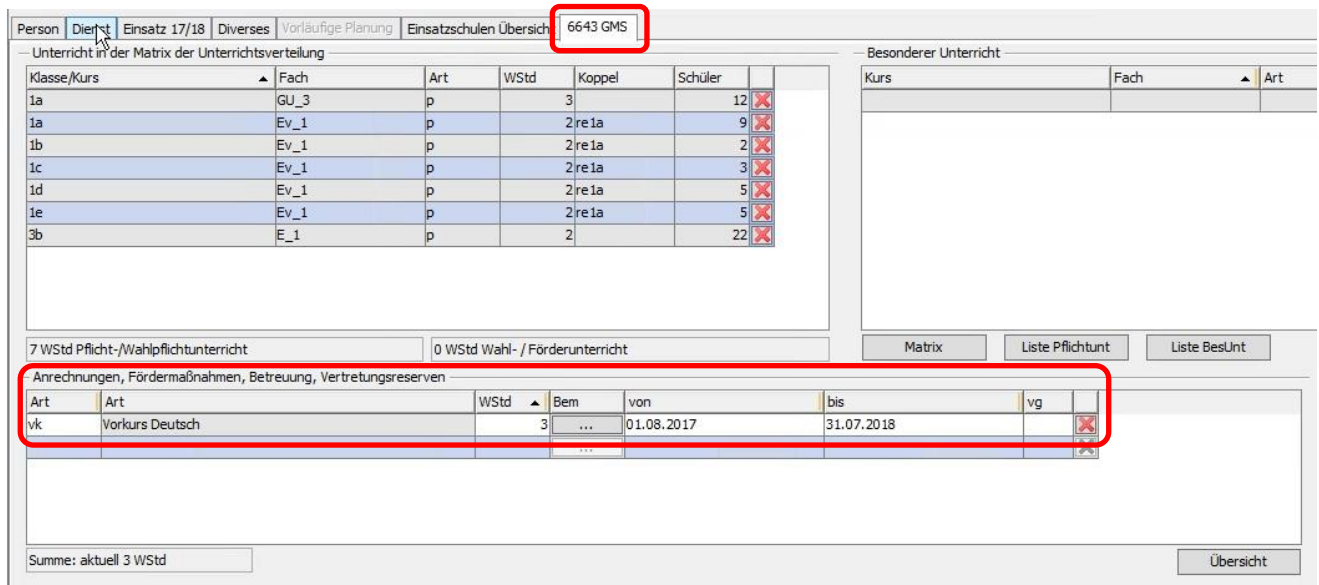 Person Dienst Einsatz 17/18 Diverses Vorläufige Planung Einsatzschulen Übersicht 6643 GMS
Unterricht in der Matrix der Unterrichtsverteilung Besonderer Unterricht
Klasse/Kurs Fach Art WStd Koppel Schüler Kurs Fach Art
1a GU_3 p 3 12
1a Ev_1 p 2 re1a 9
1b Ev_1 p 2 re1a 2
1c Ev_1 p 2 re1a 3
1d Ev_1 p 2 re1a 5
1e Ev_1 p 2 re1a 5
3b E_1 p 2 22
7 WStd Pflicht-/Wahlpflichtunterricht 0 WStd Wahl- / Förderunterricht Matrix Liste Pflichtunt Liste BesUnt
Anrechnungen, Fördermaßnahmen, Betreuung, Vertretungsreserven
Art Art WStd Bem von bis vg
vk Vorkurs Deutsch 3 ... 01.08.2017 31.07.2018
...
Summe: aktuell 3 WStd Übersicht